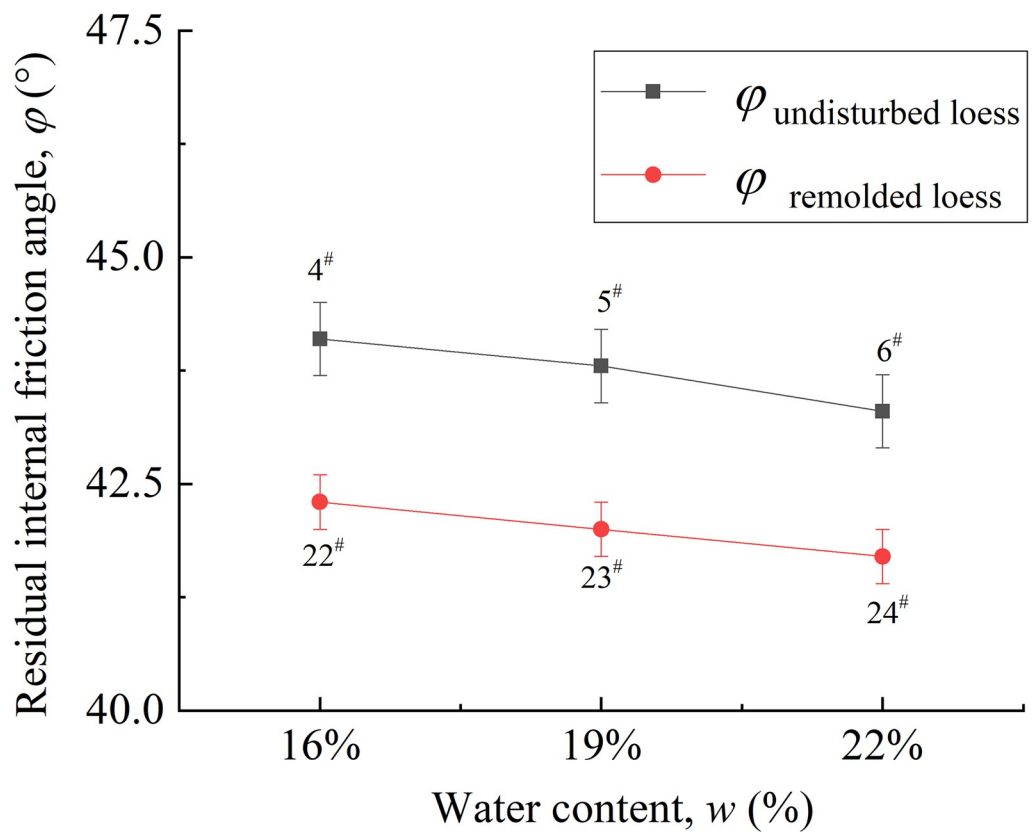 47.5
45.0
42.5
40.0
Residual internal friction angle, φ (°)
φ undisturbed loess
φ remolded loess
4#
5#
6#
22#
23#
24#
16% 19% 22%
Water content, w (%)